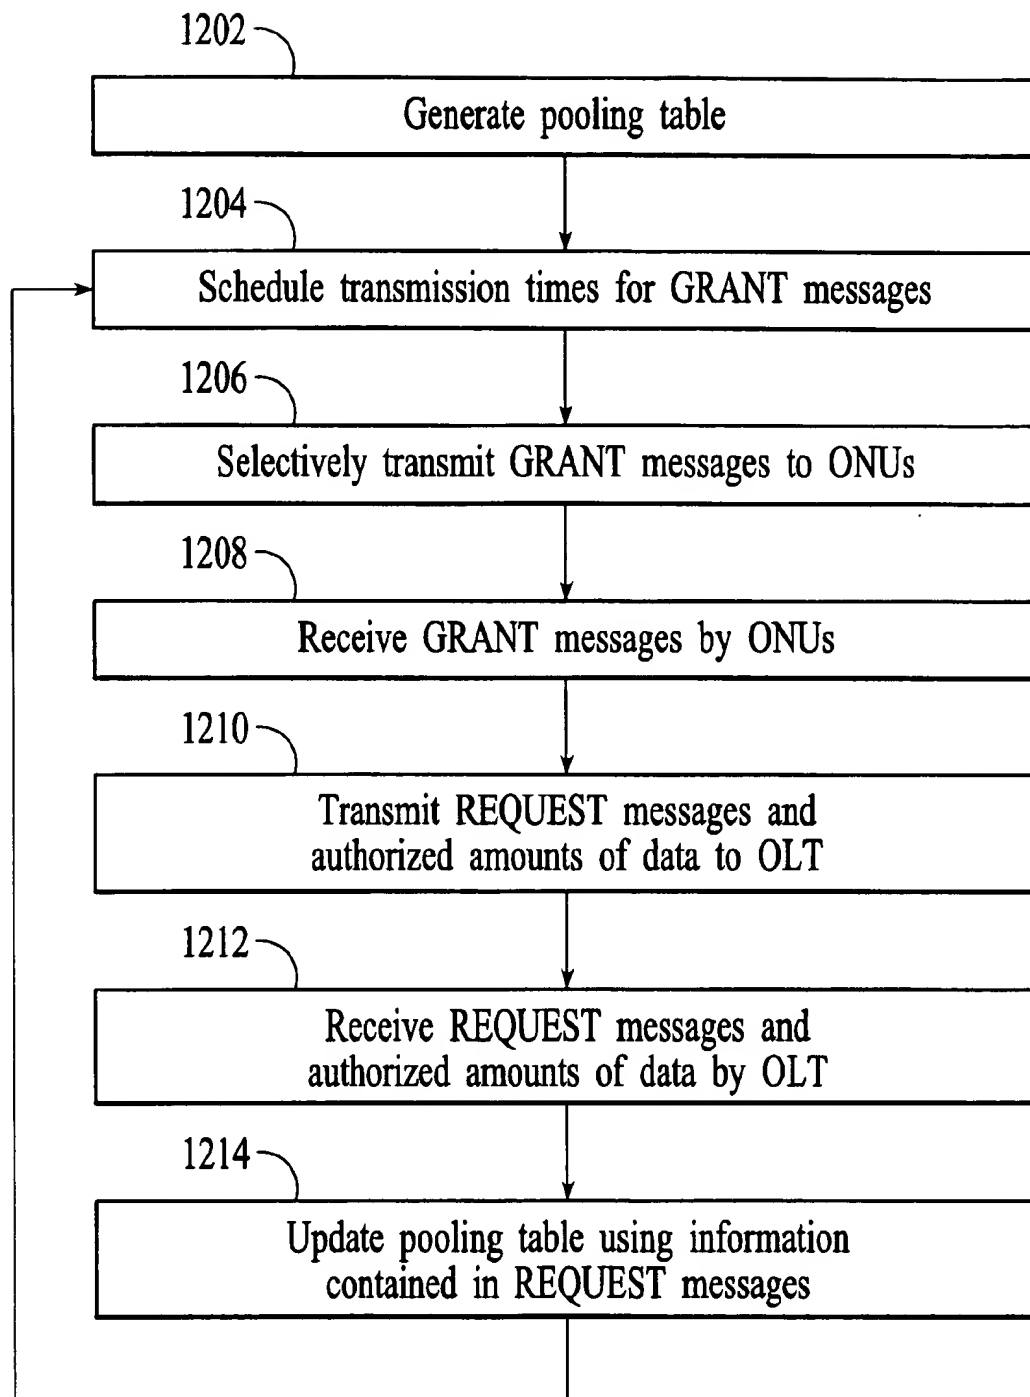 1202
Generate pooling table
1204
Schedule transmission times for GRANT messages
1206
Selectively transmit GRANT messages to ONUs
1208
Receive GRANT messages by ONUs
1210
Transmit REQUEST messages and
authorized amounts of data to OLT
1212
Receive REQUEST messages and
authorized amounts of data by OLT
1214
Update pooling table using information
contained in REQUEST messages